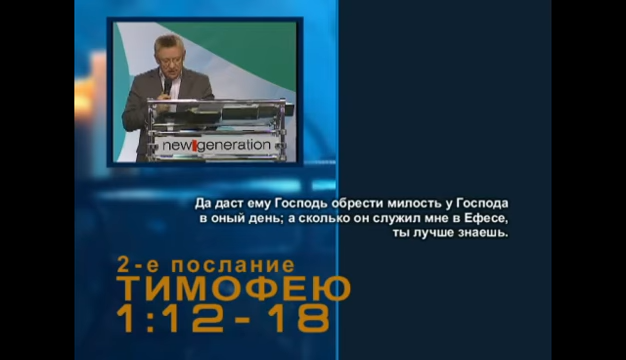 new generation
Да даст ему Господь обрести милость у Господа
в оный день; а сколько он служил мне в Ефесе,
ты лучше знаешь.
2-е послание
ТИМОФЕЮ
1:12-18